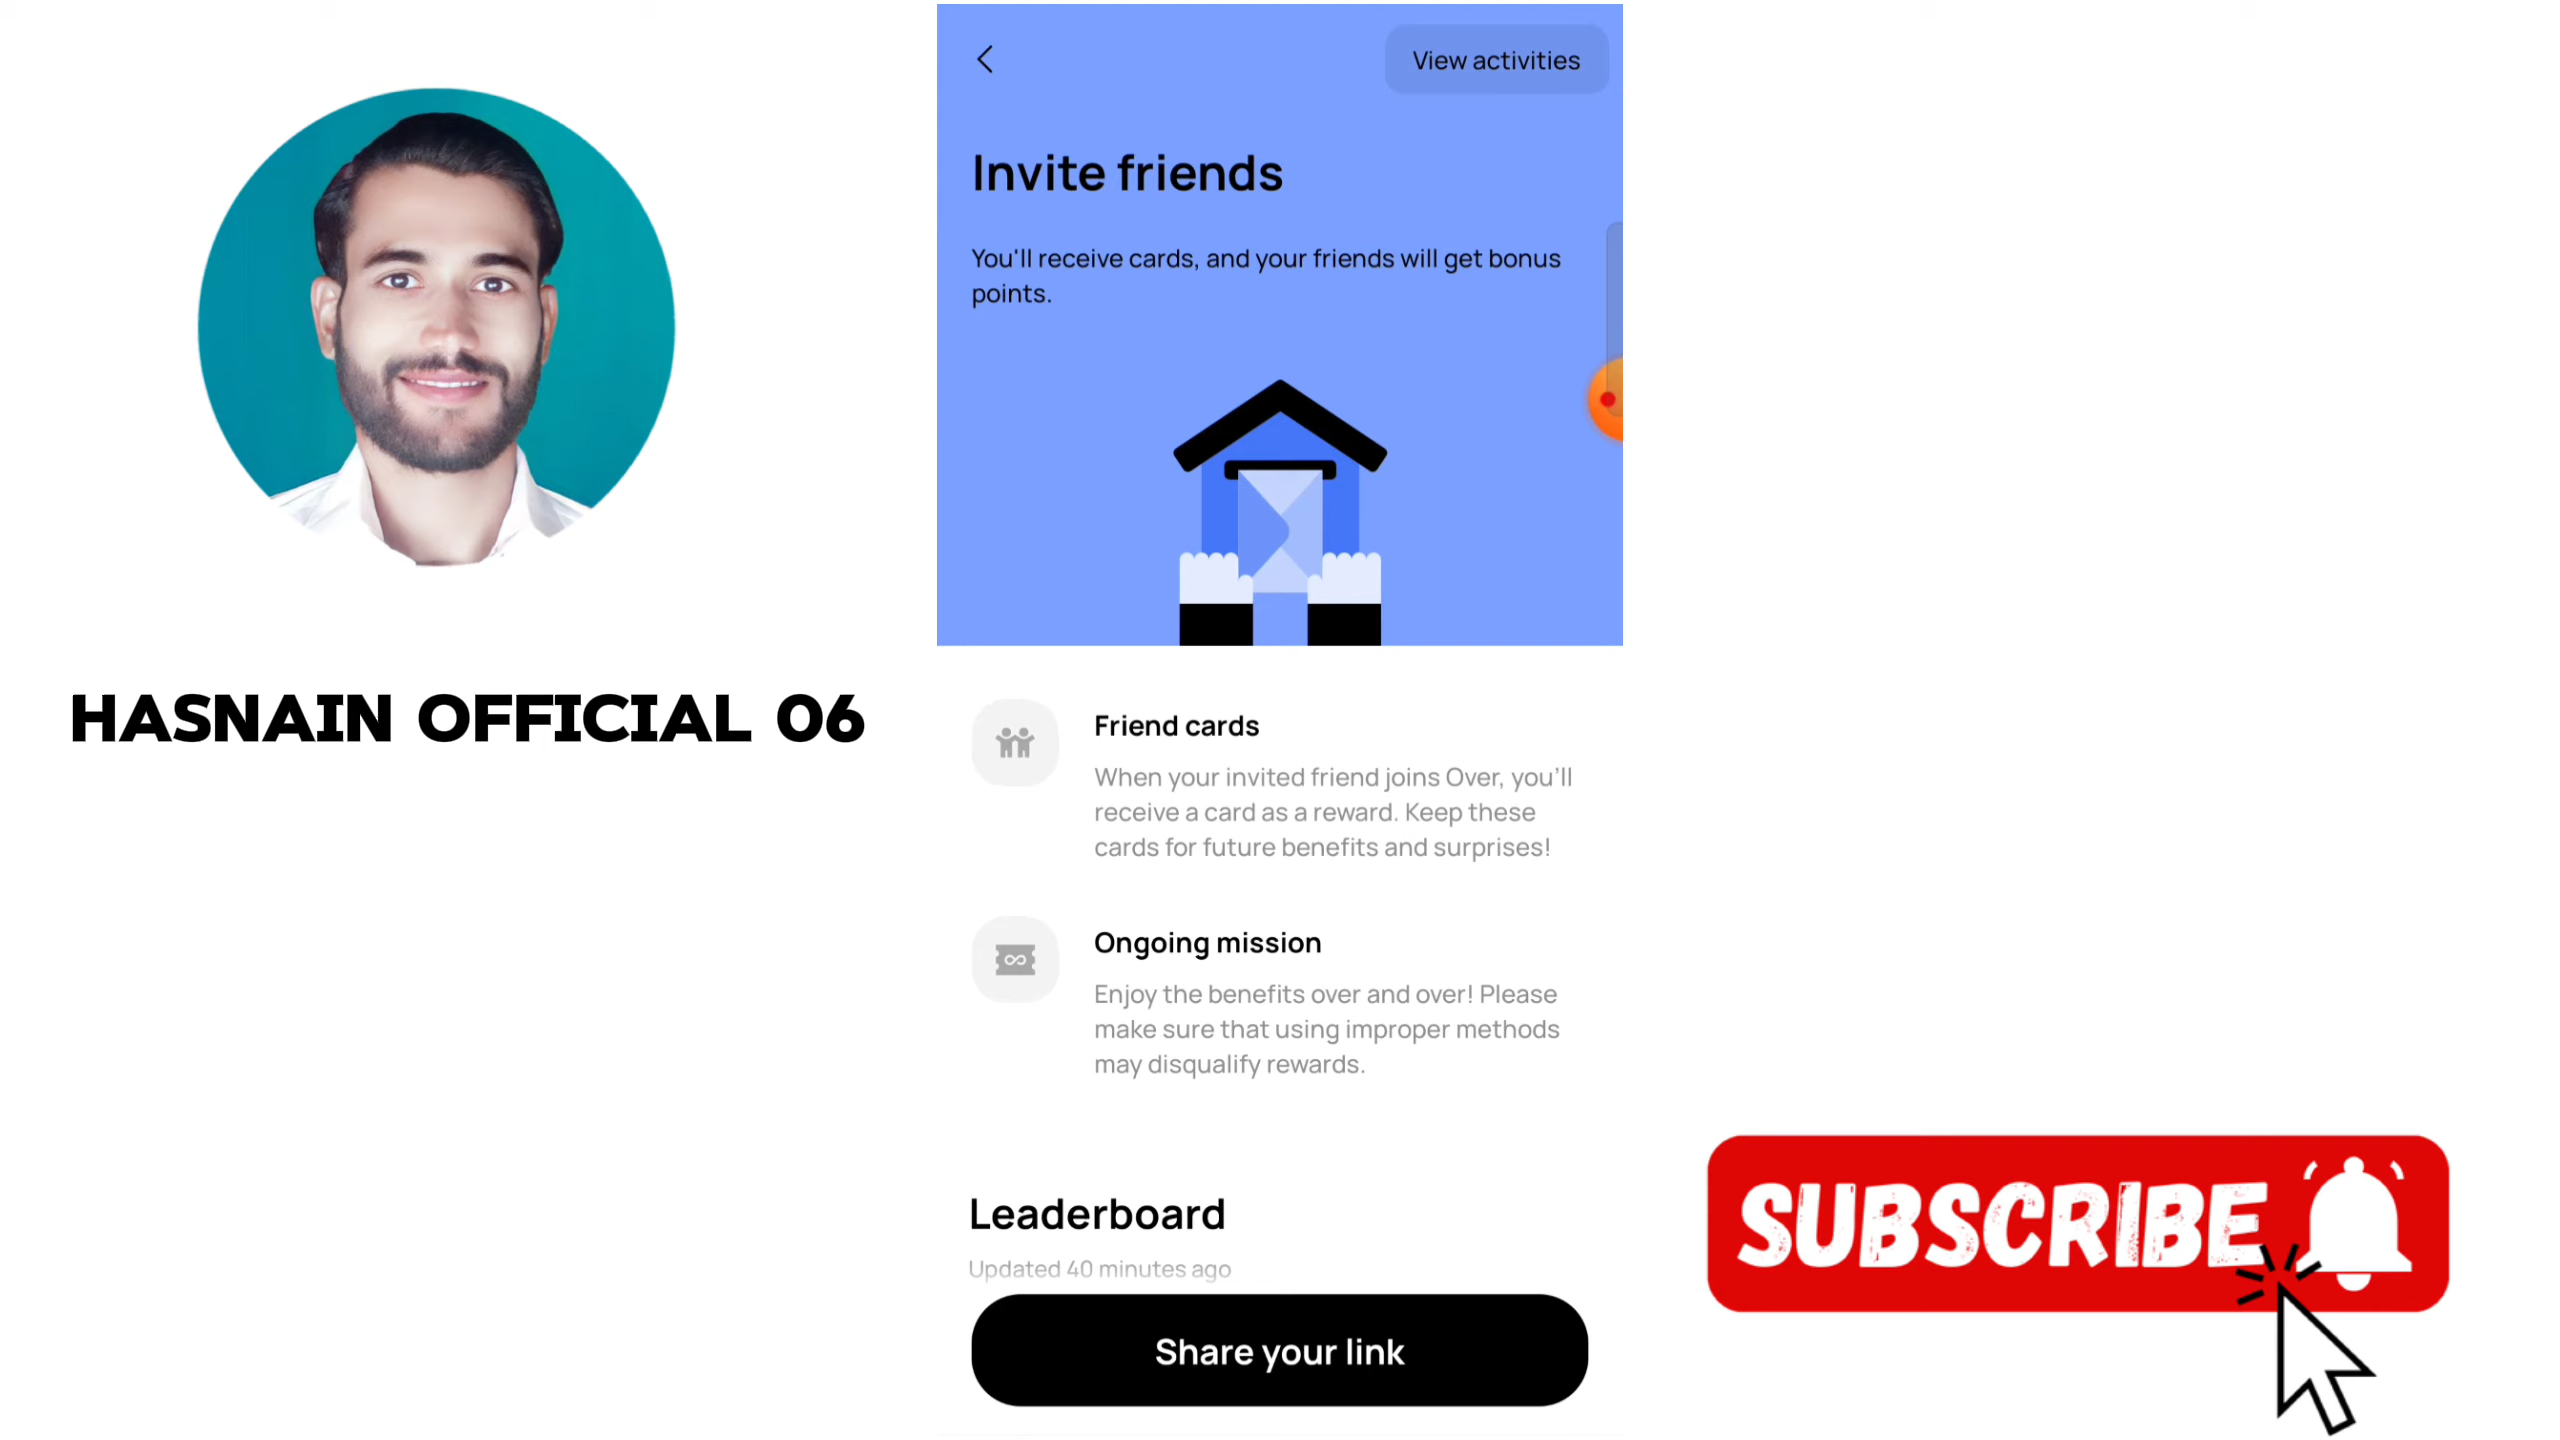 HASNAIN OFFICIAL 06
View activities
Invite friends
You'll receive cards, and your friends will get bonus
points.
Friend cards
When your invited friend joins Over, you'll
receive a card as a reward. Keep these
cards for future benefits and surprises!
Ongoing mission
Enjoy the benefits over and over! Please
make sure that using improper methods
may disqualify rewards.
Leaderboard
Updated 40 minutes ago
Share your link
SUBSCRIBE